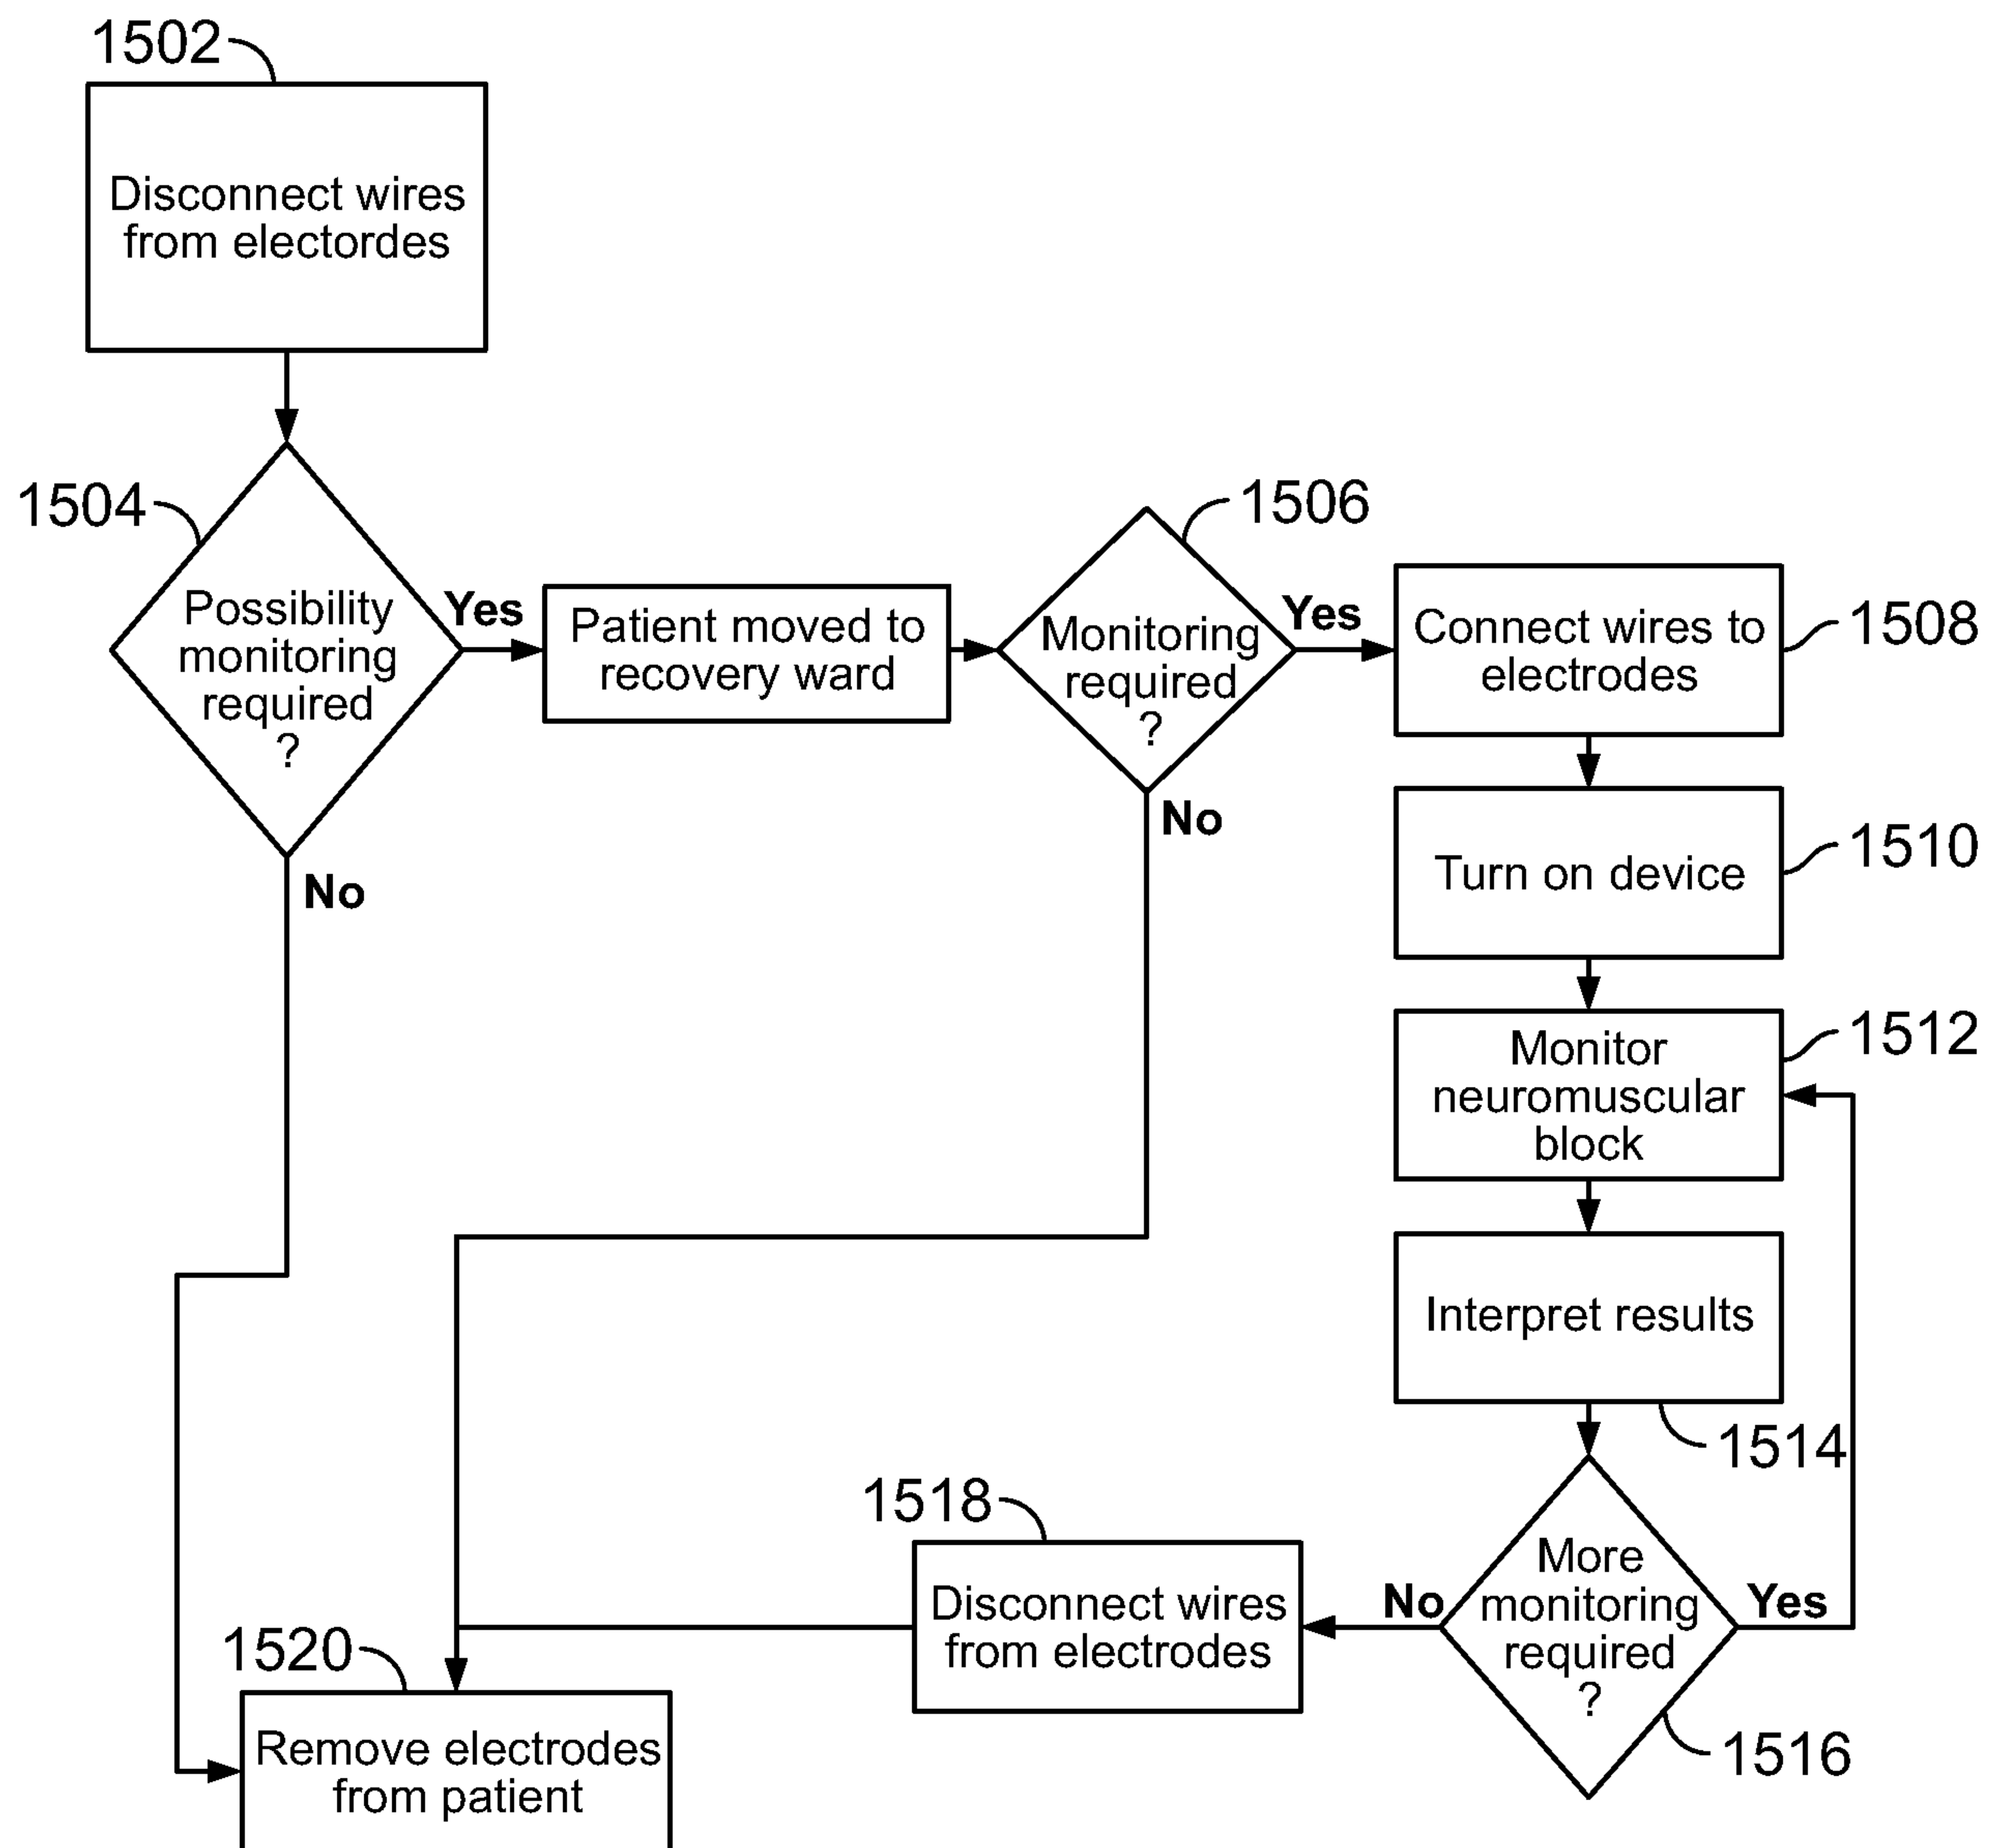 1502
Disconnect wires
from electordes
1504
Possibility
monitoring
required
?
Yes
No
Patient moved to
recovery ward
1506
Monitoring
required
?
Yes
No
Connect wires to
electrodes
1508
Turn on device
1510
Monitor
neuromuscular
block
1512
Interpret results
1514
More
monitoring
required
?
No
Yes
1516
1518
Disconnect wires
from electrodes
1520
Remove electrodes
from patient